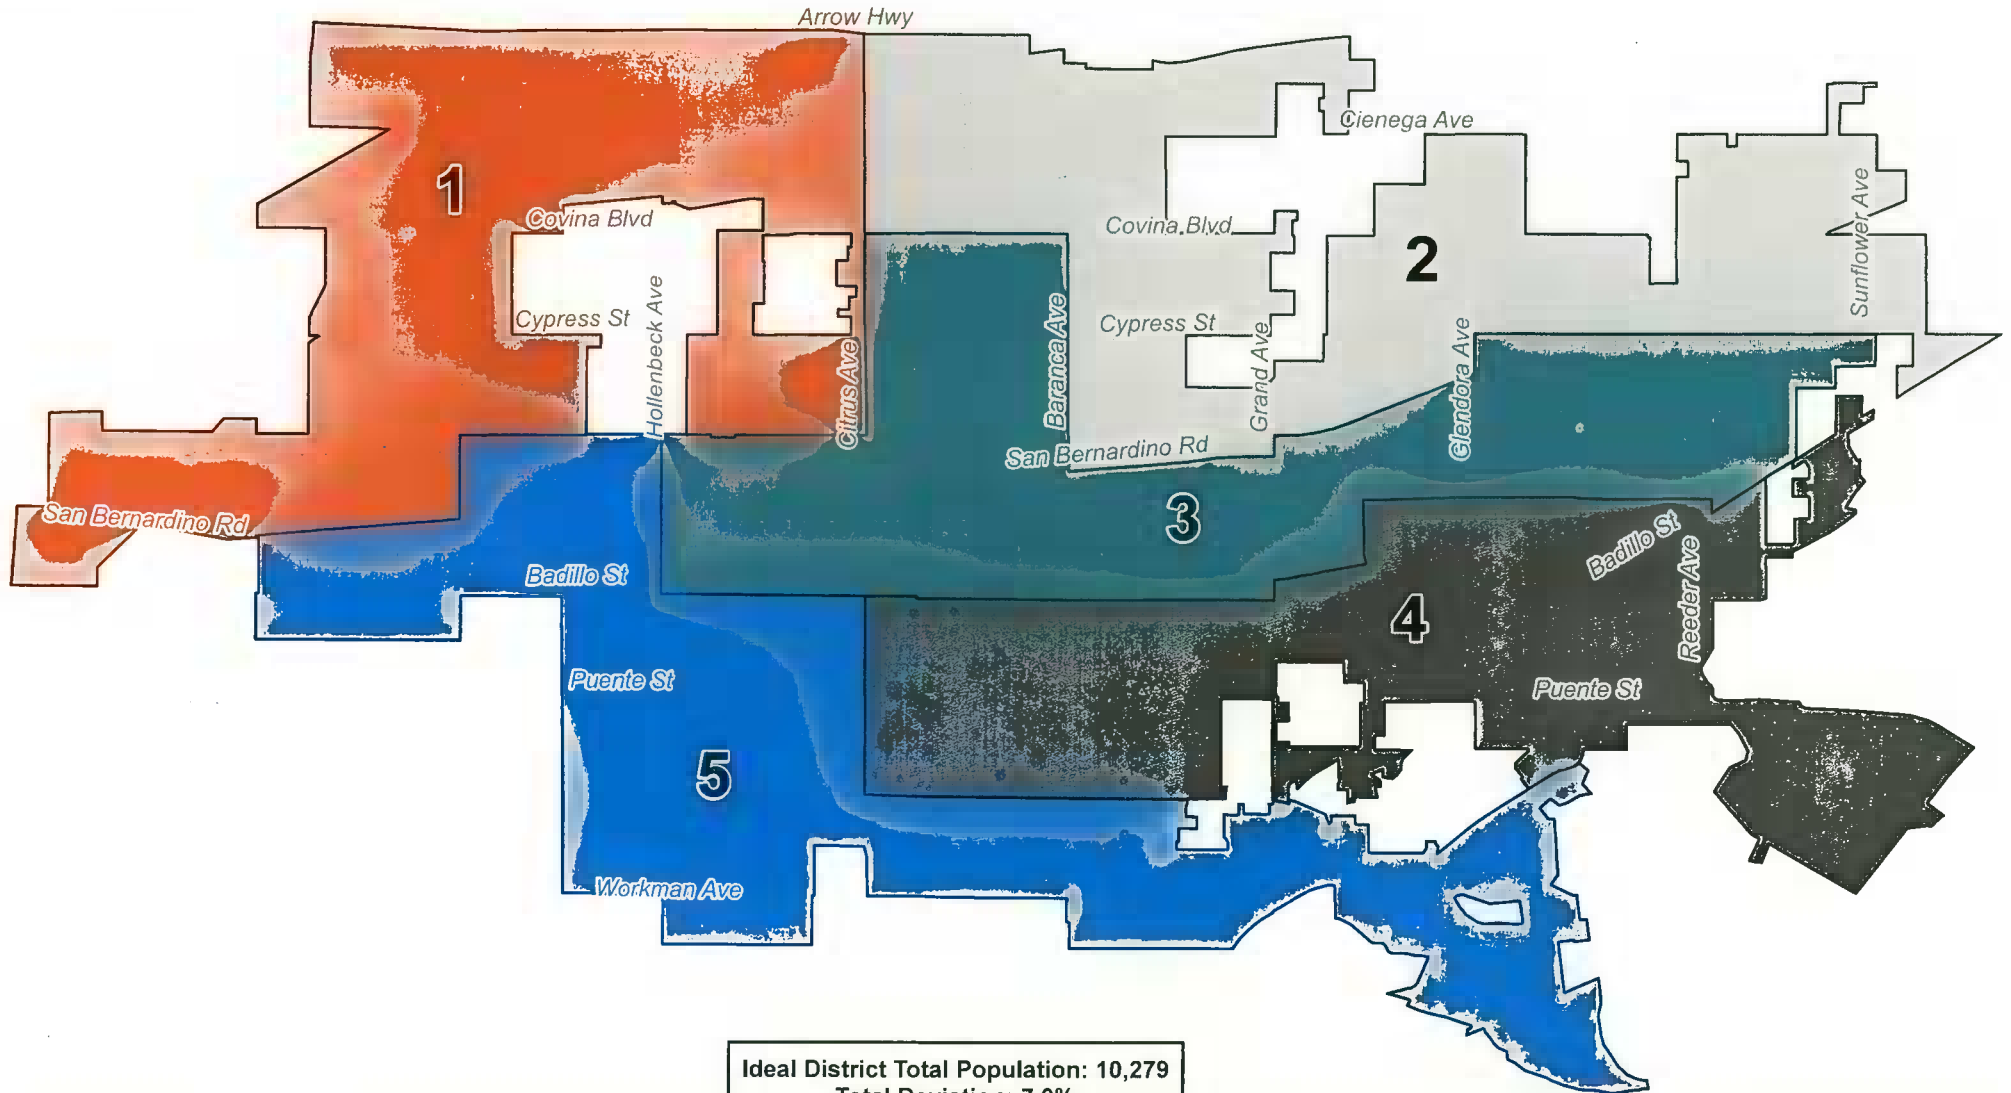 Arrow Hwy
Cienega Ave
1
Covina Blvd
Covina Blvd
2
Sunflower Ave
Hollenbeck Ave
Cypress St
Cypress St
Citrus Ave
Baranca Ave
Grand Ave
Glendora Ave
San Bernardino Rd
San Bernardino Rd
3
Badillo St
Badillo St
Reeder Ave
4
Puente St
Puente St
5
Workman Ave
Ideal District Total Population: 10,279